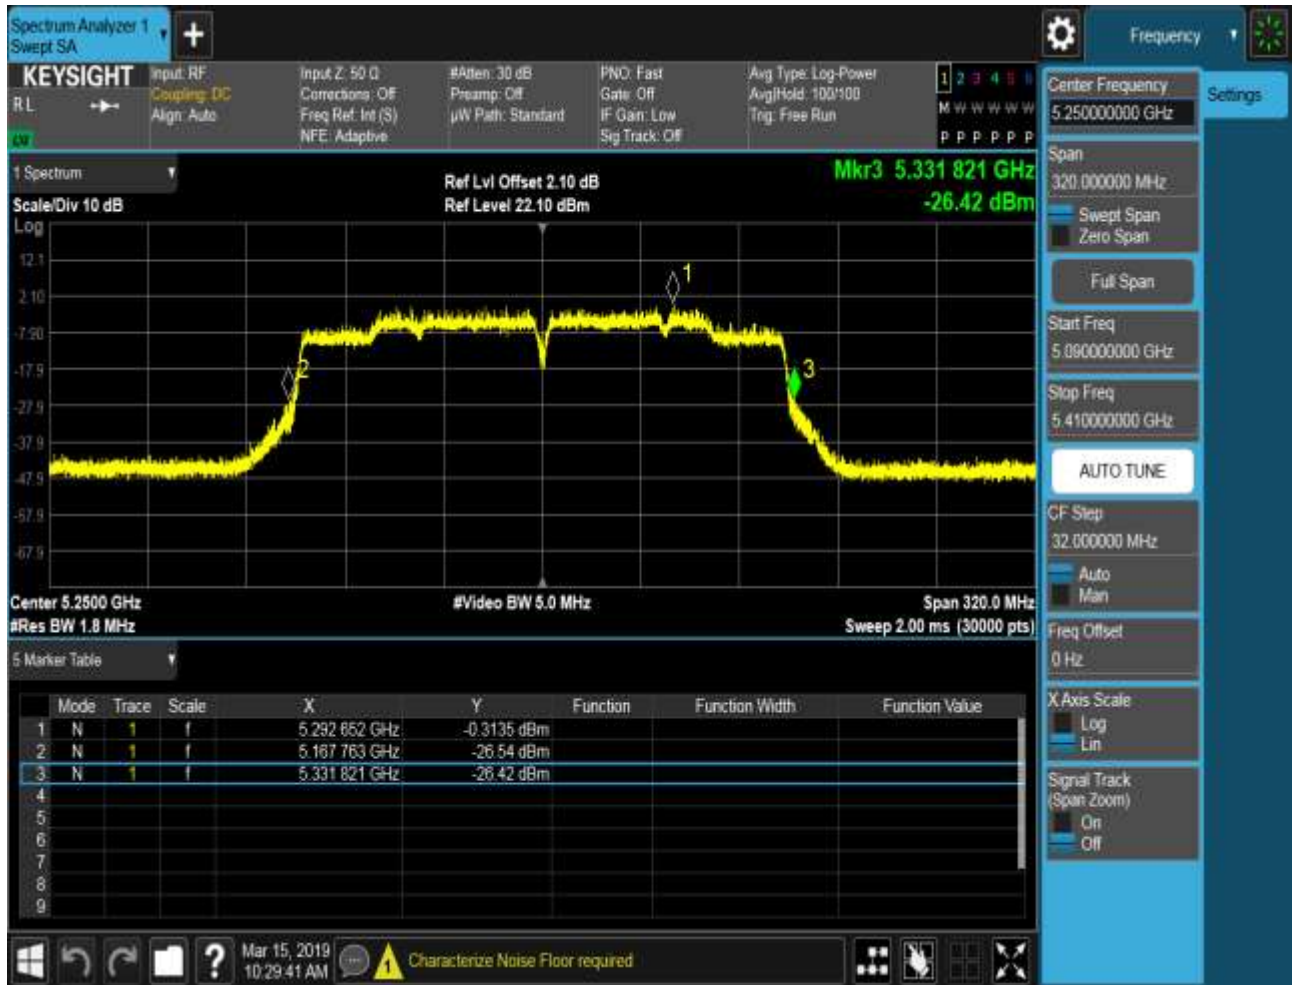 Spectrum Analyzer 1
Swept SA
+
Frequency
KEYSIGHT
RL
Input: RF
Coupling: DC
Align: Auto
Input Z: 50 Ω
Corrections: Off
Freq Ref: Int (S)
NFE: Adaptive
#Atten: 30 dB
Preamp: Off
µW Path: Standard
PNO: Fast
Gate: Off
IF Gain: Low
Sig Track: Off
Avg Type: Log-Power
Avg|Hold: 100/100
Trig: Free Run
1 2 3 4 5 6
M W W W W W
P P P P P P
1 Spectrum
Scale/Div 10 dB
Ref Lvl Offset 2.10 dB
Ref Level 22.10 dBm
Mkr3 5.331 821 GHz
-26.42 dBm
Log
12.1
2.10
-7.90
-17.9
-27.9
-37.9
-47.9
-57.9
-67.9
1
2
3
Center 5.2500 GHz
#Video BW 5.0 MHz
Span 320.0 MHz
#Res BW 1.8 MHz
Sweep 2.00 ms (30000 pts)
5 Marker Table
Mode Trace Scale X Y Function Function Width Function Value
1 N 1 f 5.292 652 GHz -0.3135 dBm
2 N 1 f 5.167 763 GHz -26.54 dBm
3 N 1 f 5.331 821 GHz -26.42 dBm
4
5
6
7
8
9
Center Frequency
5.250000000 GHz
Settings
Span
320.000000 MHz
Swept Span
Zero Span
Full Span
Start Freq
5.090000000 GHz
Stop Freq
5.410000000 GHz
AUTO TUNE
CF Step
32.000000 MHz
Auto
Man
Freq Offset
0 Hz
X Axis Scale
Log
Lin
Signal Track
(Span Zoom)
On
Off
?
Mar 15, 2019
10:29:41 AM
1
Characterize Noise Floor required